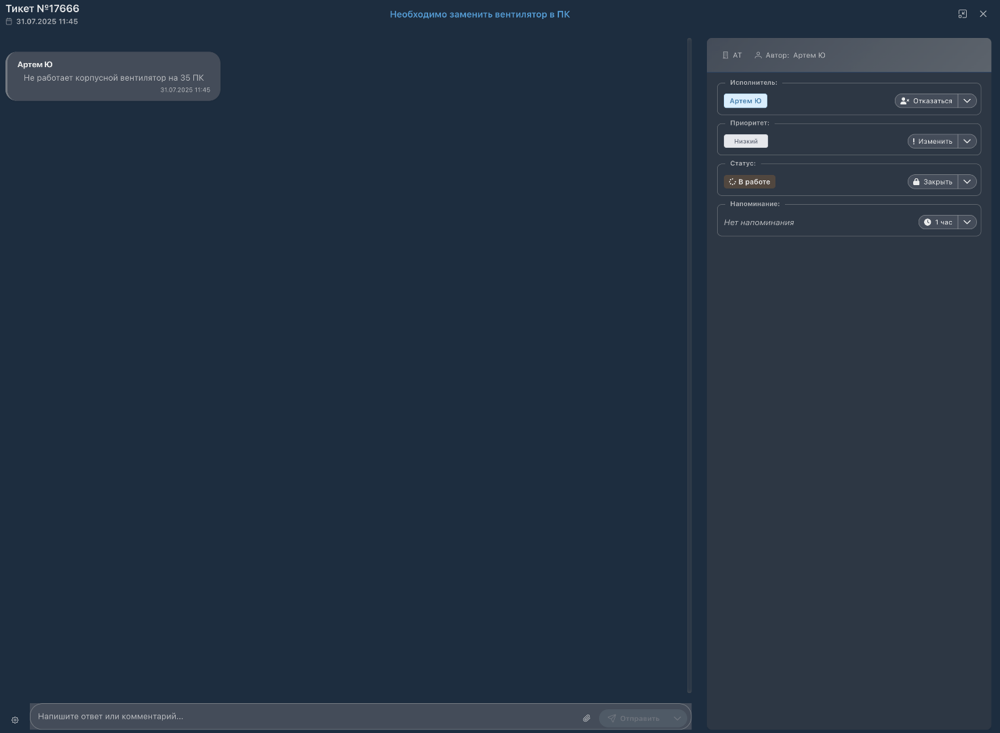 Тикет №17666
31.07.2025 11:45
Необходимо заменить вентилятор в ПК
Артем Ю
Не работает корпусной вентилятор на 35 ПК
31.07.2025 11:45
АТ
Автор: Артем Ю
Исполнитель:
Артем Ю
Отказаться
Приоритет:
Низкий
! Изменить
Статус:
В работе
Закрыть
Напоминание:
Нет напоминания
1 час
Напишите ответ или комментарий...
Отправить